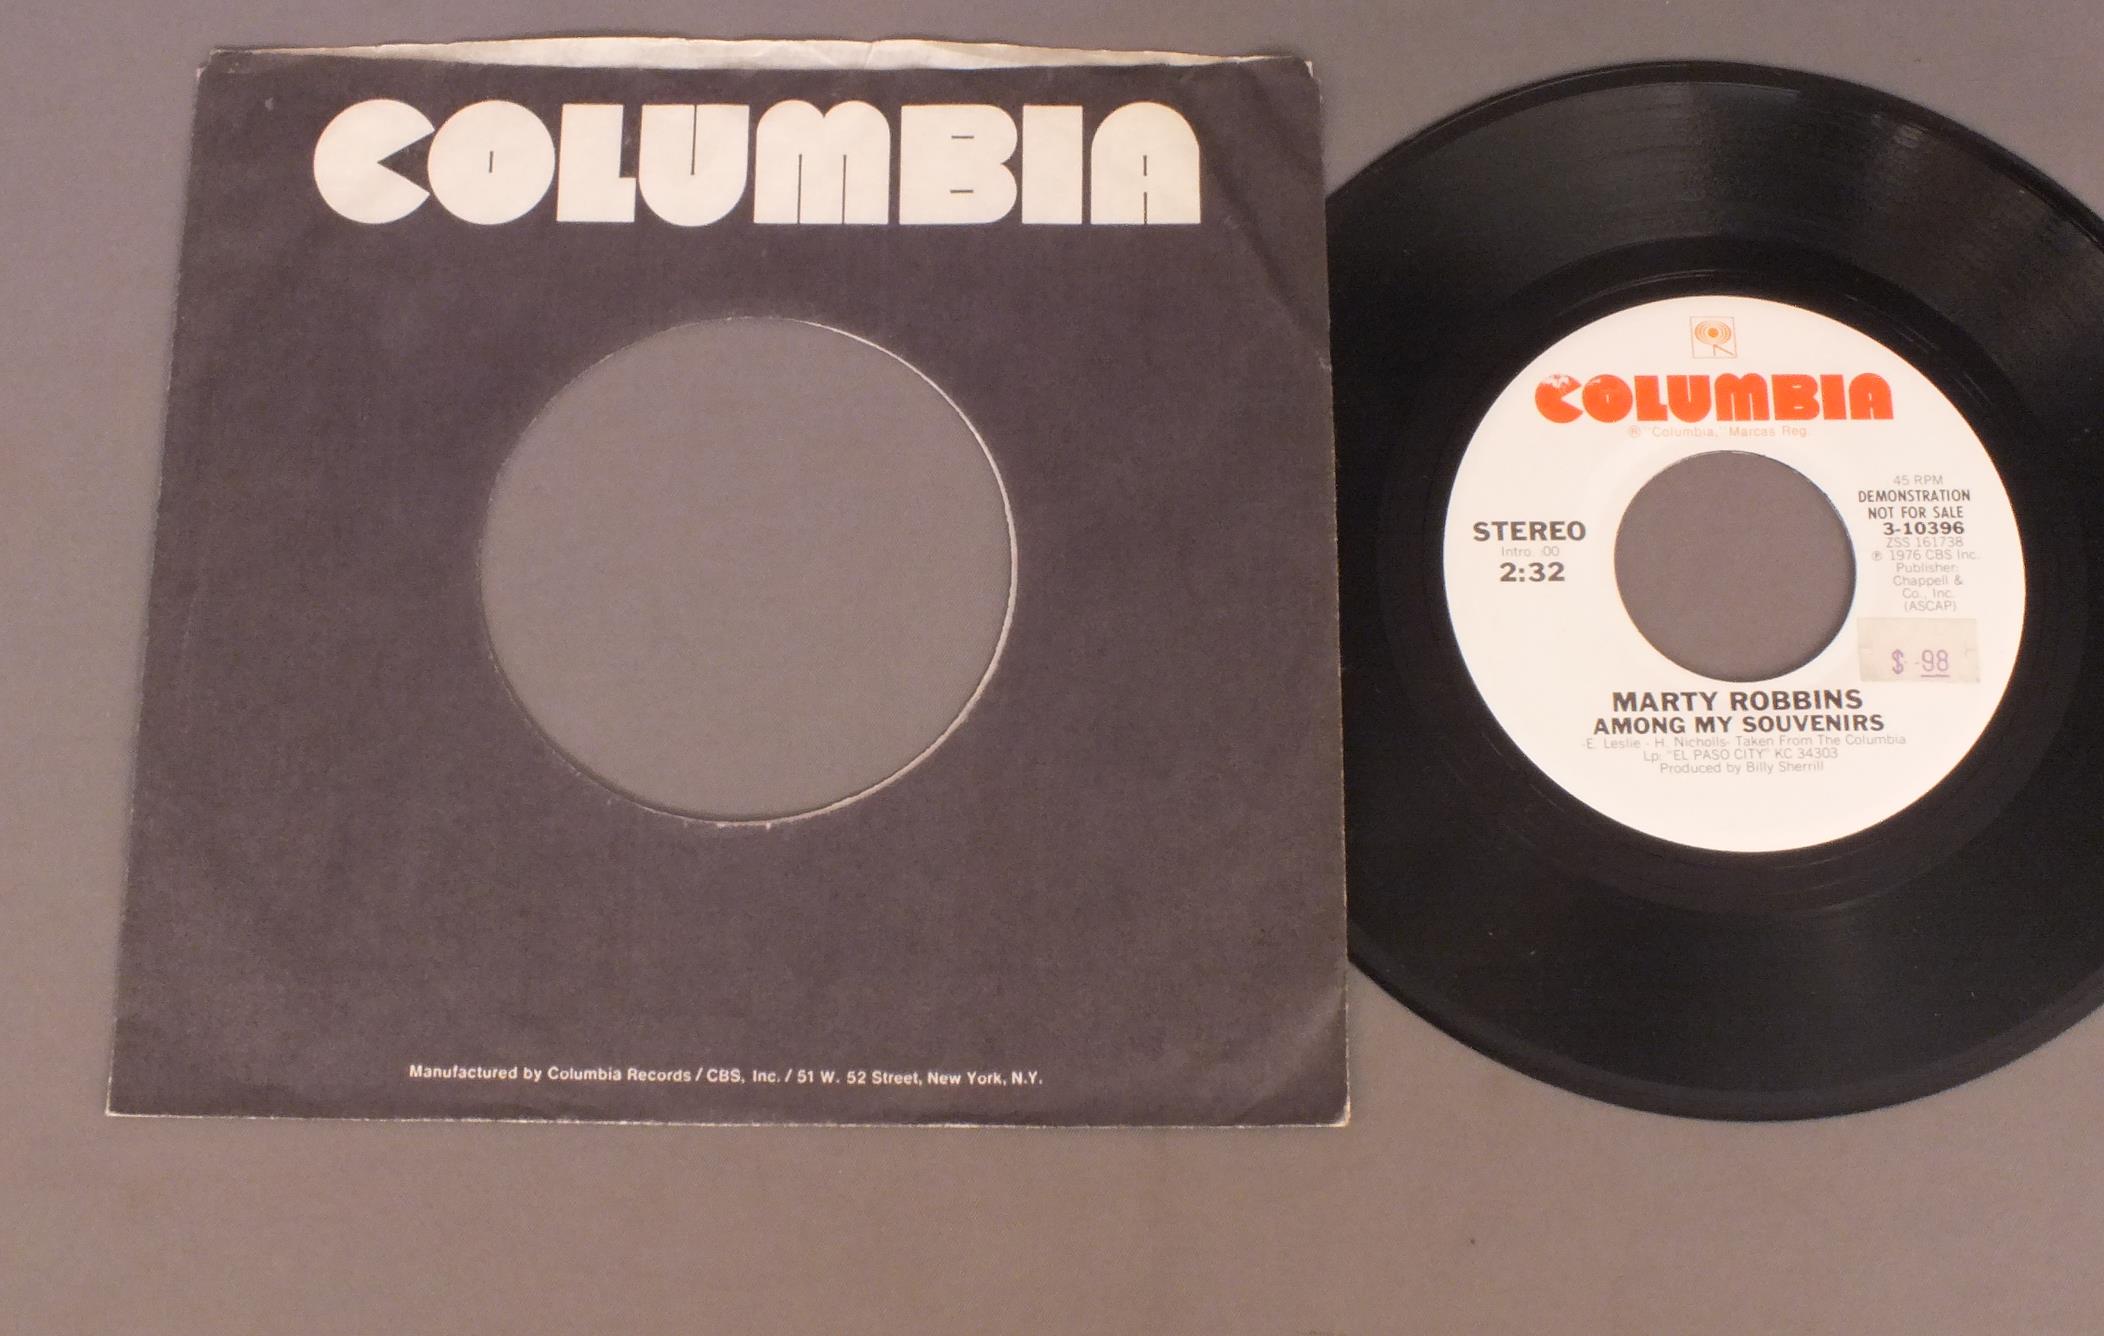 COLUMBIA
Manufactured by Columbia Records / CBS, Inc. / 51 W. 52 Street, New York, N.Y.
COLUMBIA
® "Columbia," Marcas Reg.
STEREO
Intro. :00
2:32
45 RPM
DEMONSTRATION
NOT FOR SALE
3-10396
ZSS 161738
℗ 1976 CBS Inc.
Publisher:
Chappell &
Co., Inc.
(ASCAP)
$ .98
MARTY ROBBINS
AMONG MY SOUVENIRS
-E. Leslie - H. Nicholls- Taken From The Columbia
Lp: "EL PASO CITY" KC 34303
Produced by Billy Sherrill